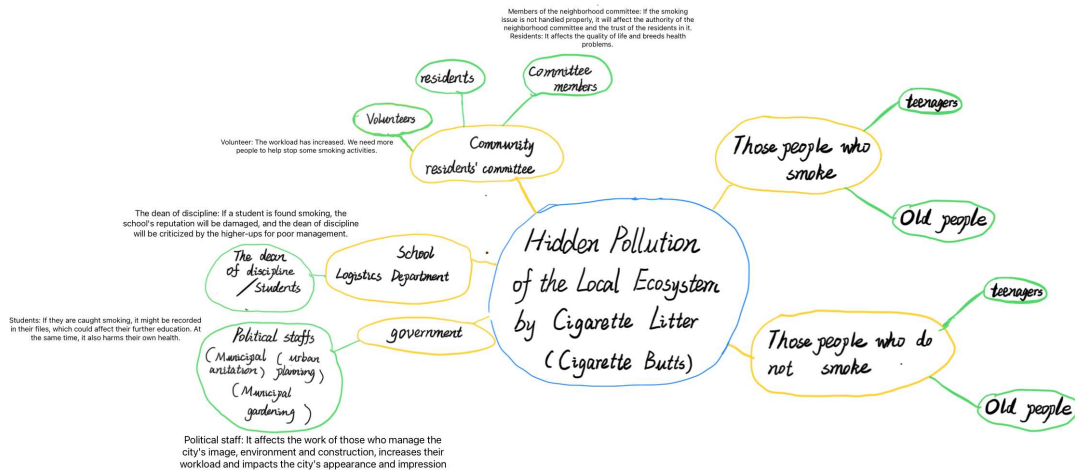 Members of the neighborhood committee: If the smoking
issue is not handled properly, it will affect the authority of the
neighborhood committee and the trust of the residents in it.
Residents: It affects the quality of life and breeds health
problems.
residents
Committee
members
Volunteers
Volunteer: The workload has increased. We need more
people to help stop some smoking activities.
Community
residents' committee
teenagers
Those people who
smoke
Old people
The dean of discipline: If a student is found smoking, the
school's reputation will be damaged, and the dean of discipline
will be criticized by the higher-ups for poor management.
The dean
of discipline
/Students
School
Logistics Department
Hidden Pollution
of the Local Ecosystem
by Cigarette Litter
(Cigarette Butts)
Students: If they are caught smoking, it might be recorded
in their files, which could affect their further education. At
the same time, it also harms their own health.
government
Political staffs
(Municipal (urban
anitation) planning)
(Municipal
gardening)
teenagers
Those people who do
not smoke
Old people
Political staff: It affects the work of those who manage the
city's image, environment and construction, increases their
workload and impacts the city's appearance and impression